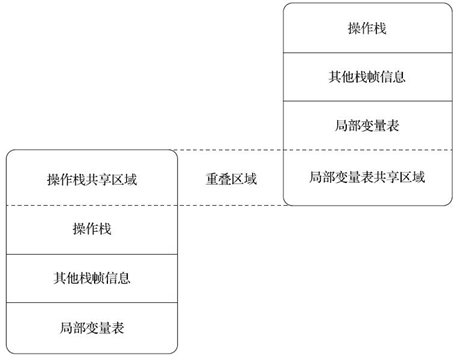 操作栈
其他栈帧信息
局部变量表
操作栈共享区域
重叠区域
局部变量表共享区域
操作栈
其他栈帧信息
局部变量表